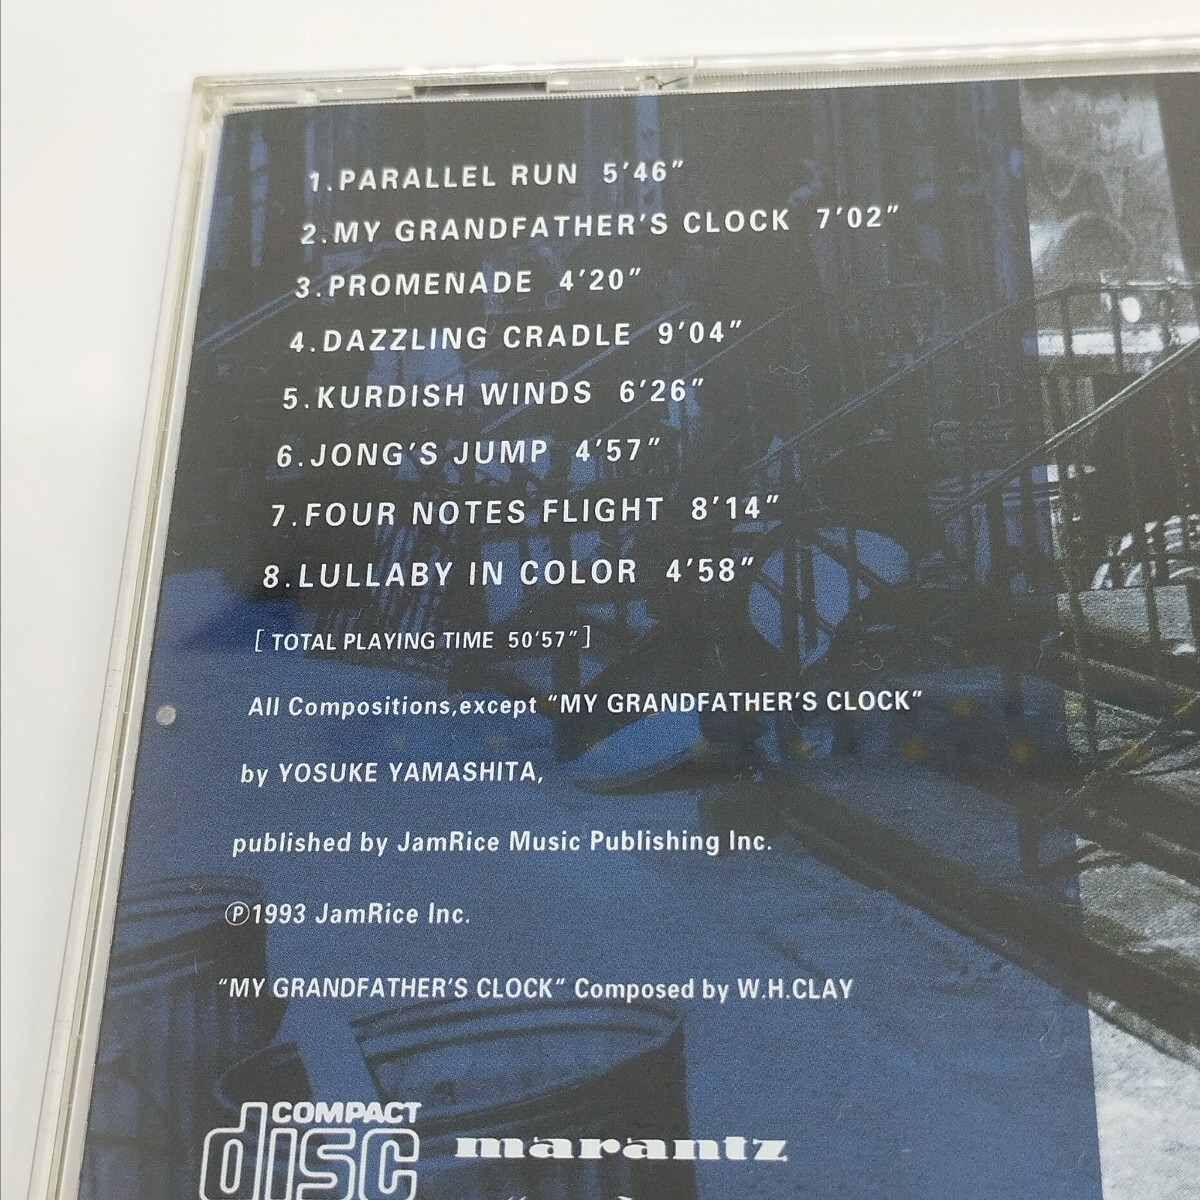 1.PARALLEL RUN 5'46"
2.MY GRANDFATHER'S CLOCK 7'02"
3.PROMENADE 4'20"
4.DAZZLING CRADLE 9'04"
5.KURDISH WINDS 6'26"
6.JONG'S JUMP 4'57"
7.FOUR NOTES FLIGHT 8'14"
8.LULLABY IN COLOR 4'58"
[ TOTAL PLAYING TIME 50'57" ]
All Compositions,except "MY GRANDFATHER'S CLOCK"
by YOSUKE YAMASHITA,
published by JamRice Music Publishing Inc.
Ⓟ1993 JamRice Inc.
"MY GRANDFATHER'S CLOCK" Composed by W.H.CLAY
COMPACT
disc
marantz